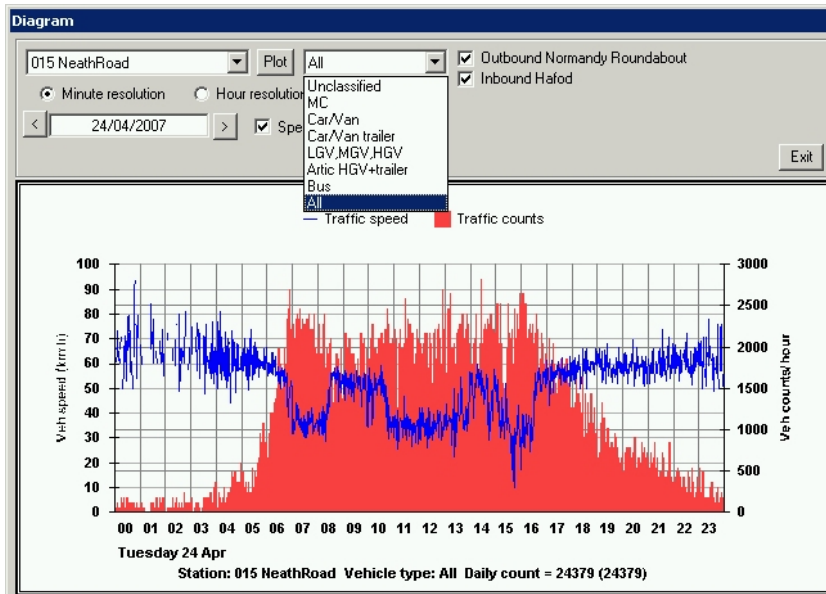 Diagram
015 NeathRoad Plot All
Outbound Normandy Roundabout
Inbound Hafod
Minute resolution Hour resolution
< 24/04/2007 > Spe
Unclassified
MC
Car/Van
Car/Van trailer
LGV,MGV,HGV
Artic HGV+trailer
Bus
All
Exit
Traffic speed Traffic counts
Veh speed (km/h)
100
90
80
70
60
50
40
30
20
10
0
3000
2500
2000
1500
1000
500
0
Veh counts/hour
00 01 02 03 04 05 06 07 08 09 10 11 12 13 14 15 16 17 18 19 20 21 22 23
Tuesday 24 Apr
Station: 015 NeathRoad Vehicle type: All Daily count = 24379 (24379)